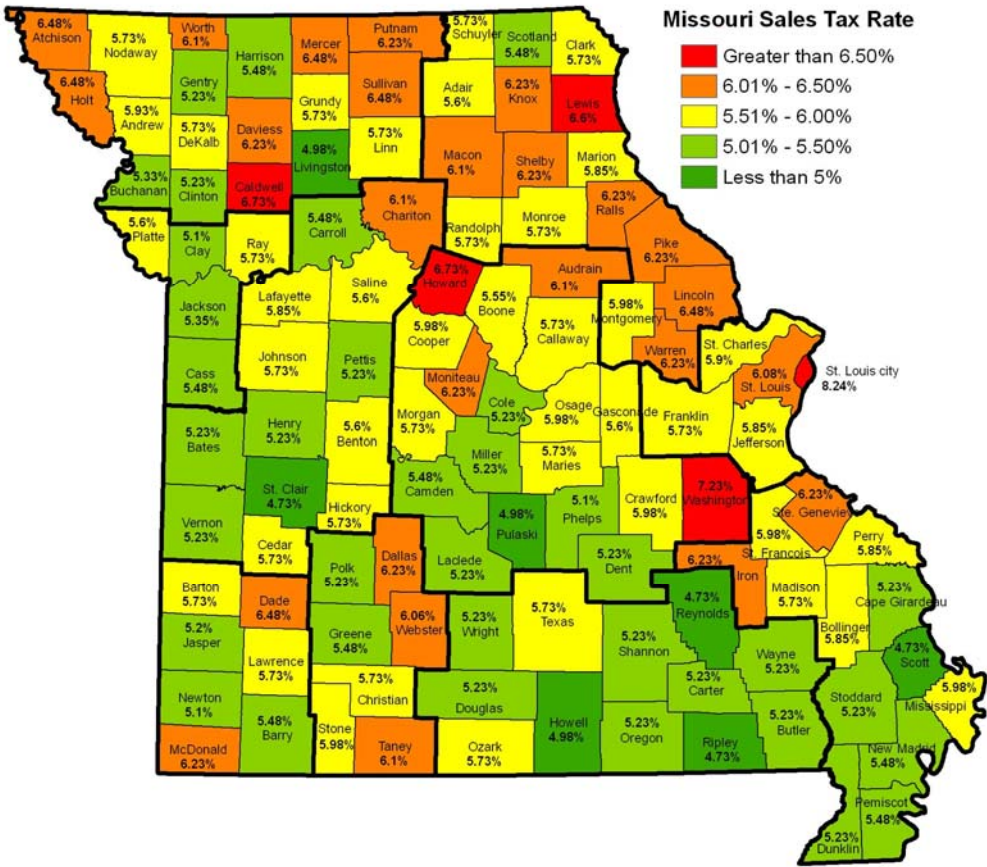 Missouri Sales Tax Rate
Greater than 6.50%
6.01% - 6.50%
5.51% - 6.00%
5.01% - 5.50%
Less than 5%
6.48%
Atchison
5.73%
Nodaway
Worth
6.1%
Harrison
5.48%
Mercer
6.48%
Putnam
6.23%
5.73%
Schuyler
Scotland
5.48%
Clark
5.73%
6.48%
Holt
Gentry
5.23%
Sullivan
6.48%
Adair
5.6%
6.23%
Knox
Lewis
6.6%
5.93%
Andrew
5.73%
DeKalb
Daviess
6.23%
Grundy
5.73%
4.98%
Livingston
5.73%
Linn
Macon
6.1%
Shelby
6.23%
Marion
5.85%
5.33%
Buchanan
5.23%
Clinton
Caldwell
6.73%
5.48%
Carroll
6.1%
Chariton
Randolph
5.73%
Monroe
5.73%
6.23%
Ralls
Pike
6.23%
5.6%
Platte
5.1%
Clay
Ray
5.73%
Saline
5.6%
6.73%
Howard
Audrain
6.1%
Lincoln
6.48%
Jackson
5.35%
Lafayette
5.85%
5.55%
Boone
5.73%
Callaway
5.98%
Montgomery
Warren
6.23%
St. Charles
5.9%
6.08%
St. Louis
St. Louis city
8.24%
Cass
5.48%
Johnson
5.73%
Pettis
5.23%
5.98%
Cooper
Moniteau
6.23%
Cole
5.23%
Osage
5.98%
Gasconade
5.6%
Franklin
5.73%
5.85%
Jefferson
5.23%
Bates
Henry
5.23%
5.6%
Benton
Morgan
5.73%
Miller
5.23%
5.73%
Maries
St. Clair
4.73%
Hickory
5.73%
5.48%
Camden
4.98%
Pulaski
5.1%
Phelps
Crawford
5.98%
7.23%
Washington
6.23%
Ste. Genevieve
5.98%
St. Francois
Perry
5.85%
Vernon
5.23%
Cedar
5.73%
Polk
5.23%
Dallas
6.23%
Laclede
5.23%
5.23%
Dent
6.23%
Iron
Madison
5.73%
Bollinger
5.85%
5.23%
Cape Girardeau
Barton
5.73%
Dade
6.48%
Greene
5.48%
6.06%
Webster
5.23%
Wright
5.73%
Texas
5.23%
Shannon
4.73%
Reynolds
Wayne
5.23%
4.73%
Scott
5.2%
Jasper
Lawrence
5.73%
5.73%
Christian
5.23%
Douglas
5.23%
Carter
Stoddard
5.23%
5.98%
Mississippi
Newton
5.1%
5.48%
Barry
Stone
5.98%
Taney
6.1%
Ozark
5.73%
Howell
4.98%
5.23%
Oregon
Ripley
4.73%
5.23%
Butler
McDonald
6.23%
New Madrid
5.48%
Pemiscot
5.48%
5.23%
Dunklin